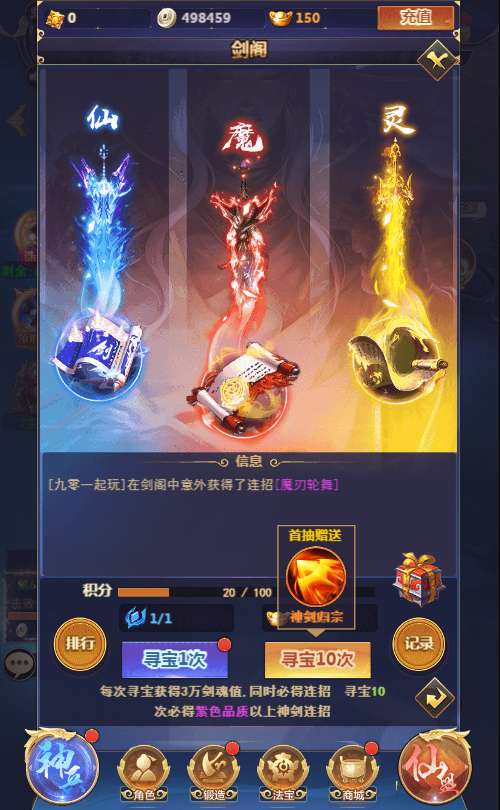 0
498459
150
充值
剑阁
仙
魔
灵
剑
信息
[九零一起玩]在剑阁中意外获得了连招[魔刃轮舞]
首抽赠送
神剑归宗
积分
20 / 100
1/1
排行
寻宝1次
寻宝10次
记录
每次寻宝获得3万剑魂值,同时必得连招 寻宝10
次必得紫色品质以上神剑连招
神兵
角色
锻造
法宝
商城
仙盟